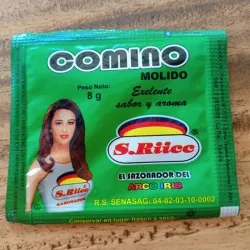 COMINO
MOLIDO
Peso Neto:
8 g
Exelente
sabor y aroma
S.Riico
EL SAZONADOR DEL
ARCO IRIS
S.Riico
R.S. SENASAG: 04-02-03-10-0002
Conservar en lugar fresco y seco.